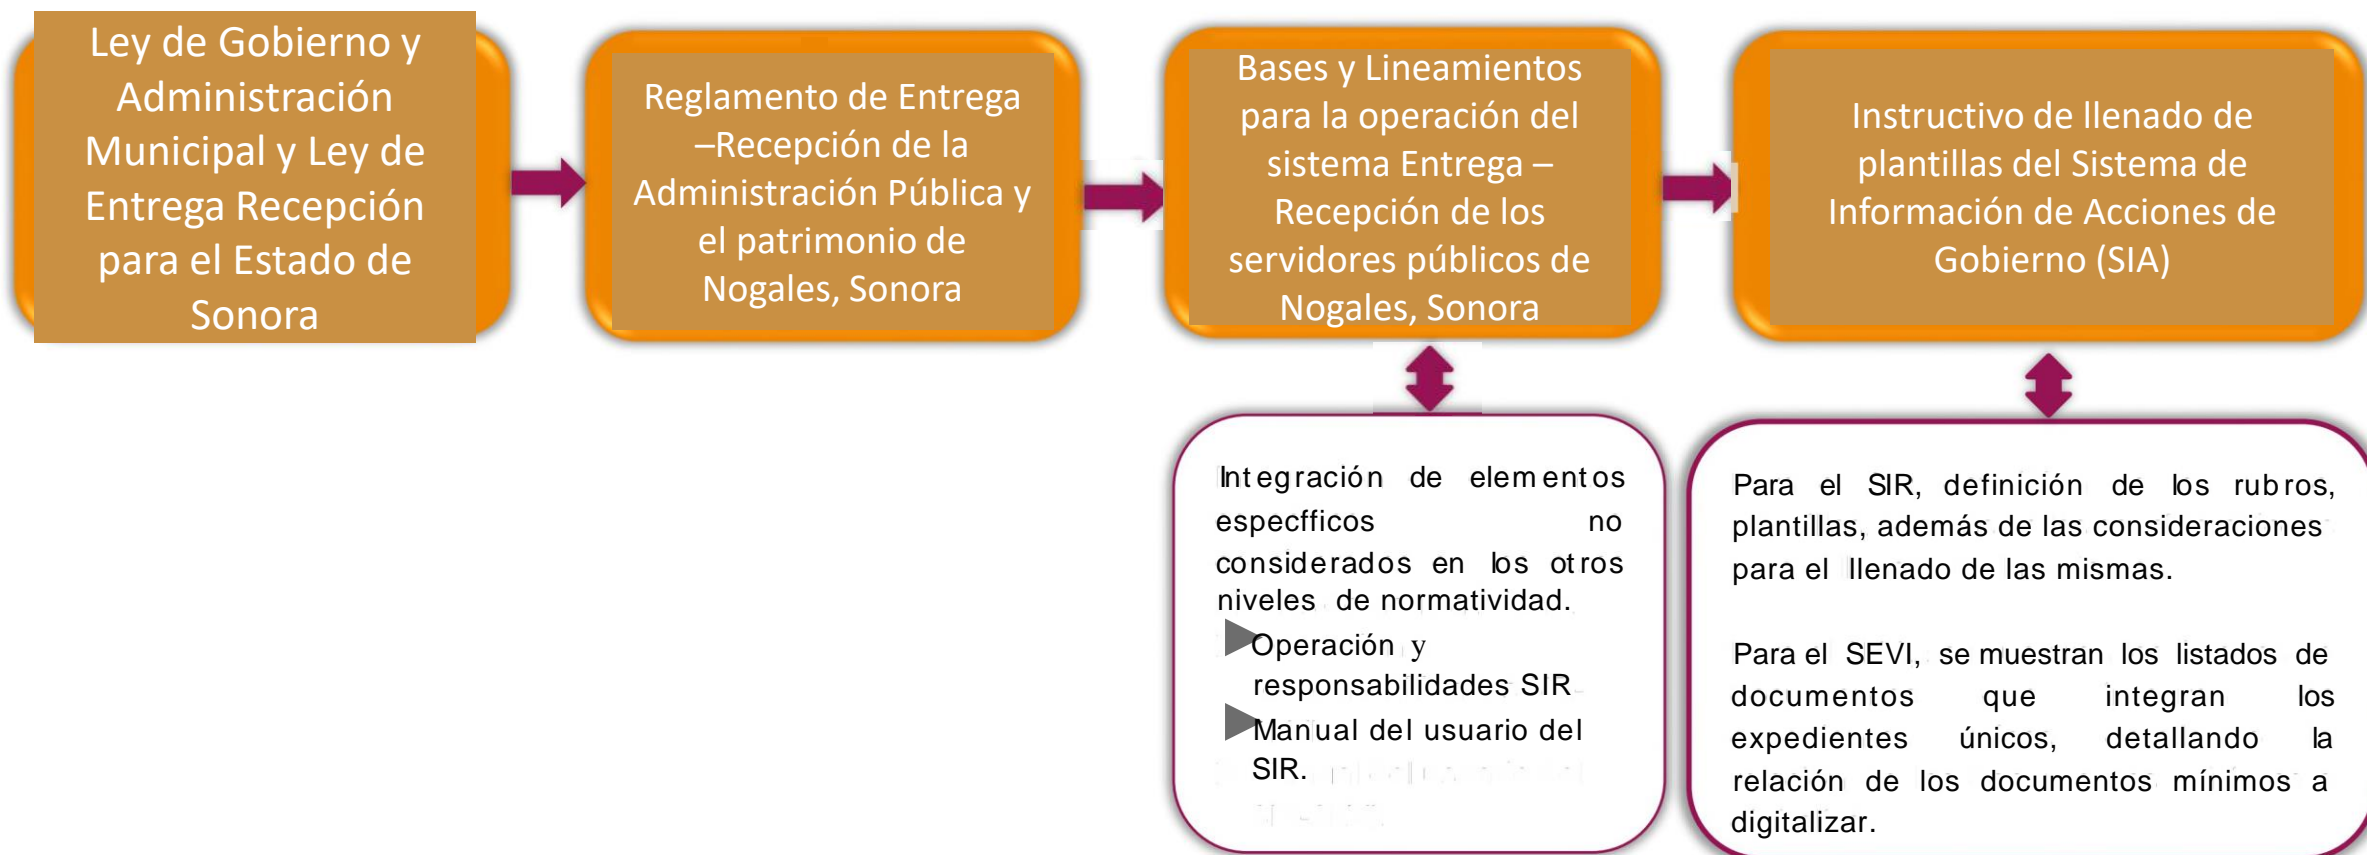 Ley de Gobierno y
Administración
Municipal y Ley de
Entrega Recepción
para el Estado de
Sonora
Reglamento de Entrega
–Recepción de la
Administración Pública y
el patrimonio de
Nogales, Sonora
Bases y Lineamientos
para la operación del
sistema Entrega –
Recepción de los
servidores públicos de
Nogales, Sonora
Instructivo de llenado de
plantillas del Sistema de
Información de Acciones de
Gobierno (SIA)
Integración de elementos
especfficos no
considerados en los otros
niveles de normatividad.
Operación y
responsabilidades SIR
Manual del usuario del
SIR.
Para el SIR, definición de los rubros,
plantillas, además de las consideraciones
para el llenado de las mismas.
Para el SEVI, se muestran los listados de
documentos que integran los
expedientes únicos, detallando la
relación de los documentos mínimos a
digitalizar.